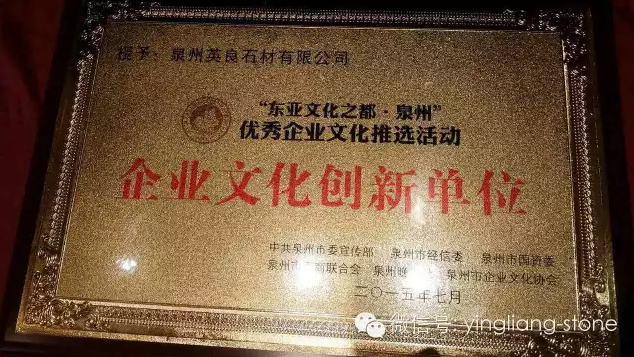 授予：泉州英良石材有限公司
“东亚文化之都·泉州”
优秀企业文化推选活动
企业文化创新单位
中共泉州市委宣传部 泉州市经信委 泉州市国资委
泉州市 商联合会 泉州晚 泉州市企业文化协会
二〇一五年七月
微信号: yingliang-stone